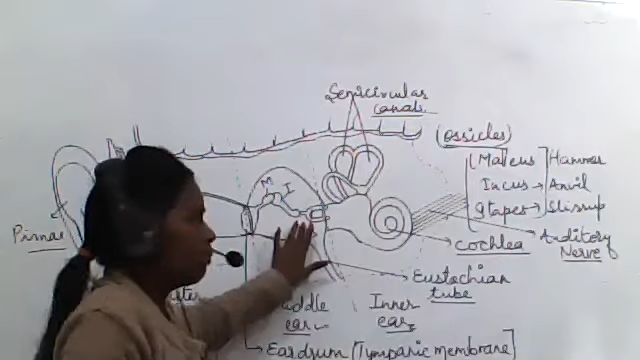 Semicircular
canals
(Ossicles)
Malleus Hammer
Incus → Anvil
Stapes → Stirrup
M
I
Pinna
Cochlea
Auditory
Nerve
Eustachian
tube
Inner
ear
ear
Eardrum [Tympanic membrane]